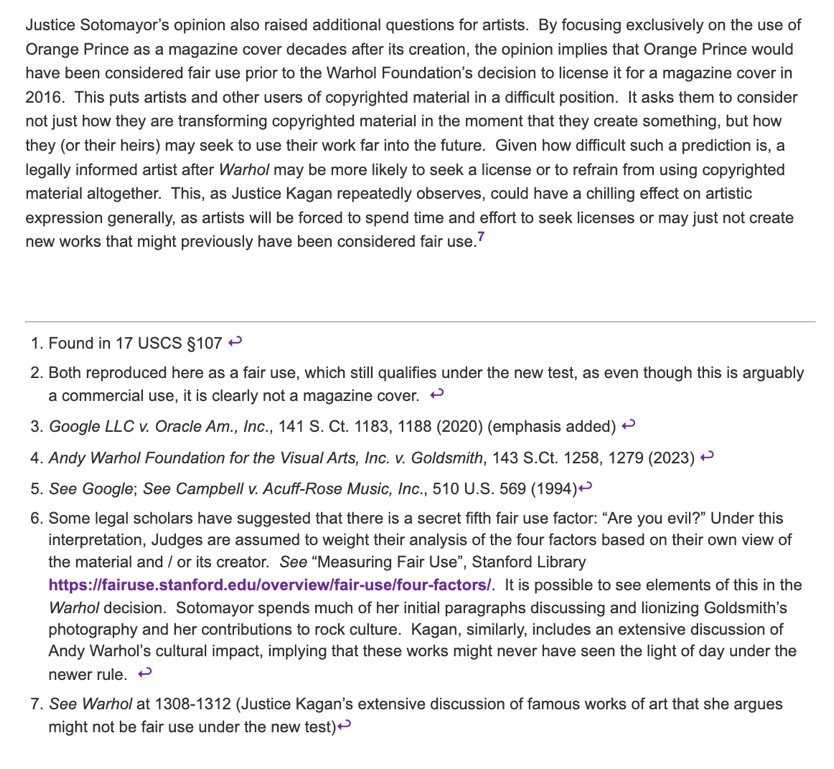 Justice Sotomayor’s opinion also raised additional questions for artists.  By focusing exclusively on the use of
Orange Prince as a magazine cover decades after its creation, the opinion implies that Orange Prince would
have been considered fair use prior to the Warhol Foundation’s decision to license it for a magazine cover in
2016.  This puts artists and other users of copyrighted material in a difficult position.  It asks them to consider
not just how they are transforming copyrighted material in the moment that they create something, but how
they (or their heirs) may seek to use their work far into the future.  Given how difficult such a prediction is, a
legally informed artist after Warhol may be more likely to seek a license or to refrain from using copyrighted
material altogether.  This, as Justice Kagan repeatedly observes, could have a chilling effect on artistic
expression generally, as artists will be forced to spend time and effort to seek licenses or may just not create
new works that might previously have been considered fair use.7
1. Found in 17 USCS §107 ↩
2. Both reproduced here as a fair use, which still qualifies under the new test, as even though this is arguably
a commercial use, it is clearly not a magazine cover.  ↩
3. Google LLC v. Oracle Am., Inc., 141 S. Ct. 1183, 1188 (2020) (emphasis added) ↩
4. Andy Warhol Foundation for the Visual Arts, Inc. v. Goldsmith, 143 S.Ct. 1258, 1279 (2023) ↩
5. See Google; See Campbell v. Acuff-Rose Music, Inc., 510 U.S. 569 (1994)↩
6. Some legal scholars have suggested that there is a secret fifth fair use factor: “Are you evil?” Under this
interpretation, Judges are assumed to weight their analysis of the four factors based on their own view of
the material and / or its creator.  See “Measuring Fair Use”, Stanford Library
https://fairuse.stanford.edu/overview/fair-use/four-factors/.  It is possible to see elements of this in the
Warhol decision.  Sotomayor spends much of her initial paragraphs discussing and lionizing Goldsmith’s
photography and her contributions to rock culture.  Kagan, similarly, includes an extensive discussion of
Andy Warhol’s cultural impact, implying that these works might never have seen the light of day under the
newer rule.  ↩
7. See Warhol at 1308-1312 (Justice Kagan’s extensive discussion of famous works of art that she argues
might not be fair use under the new test)↩